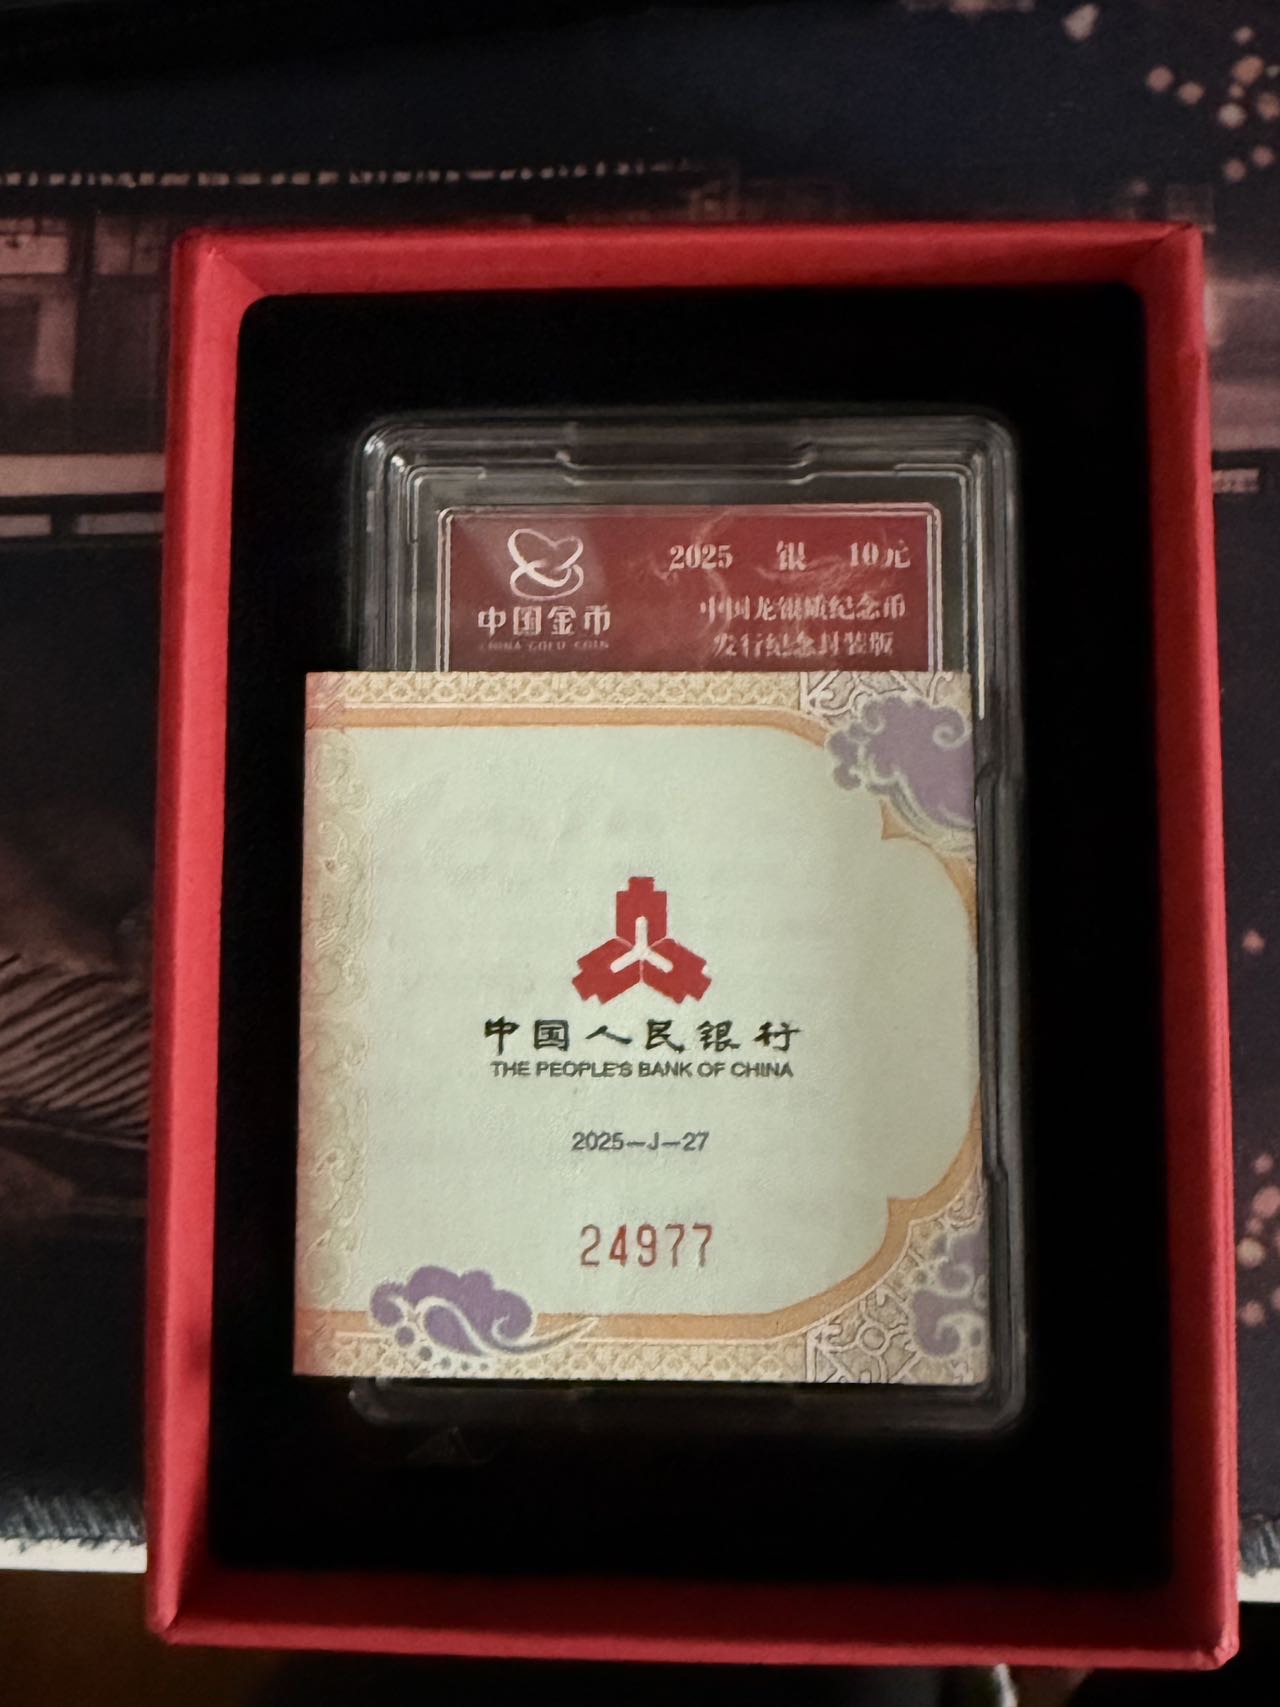 2025 银 10元
中国龙银质纪念币
发行纪念封装版
中国金币
CHINA GOLD COIN
中国人民银行
THE PEOPLE'S BANK OF CHINA
2025-J-27
24977